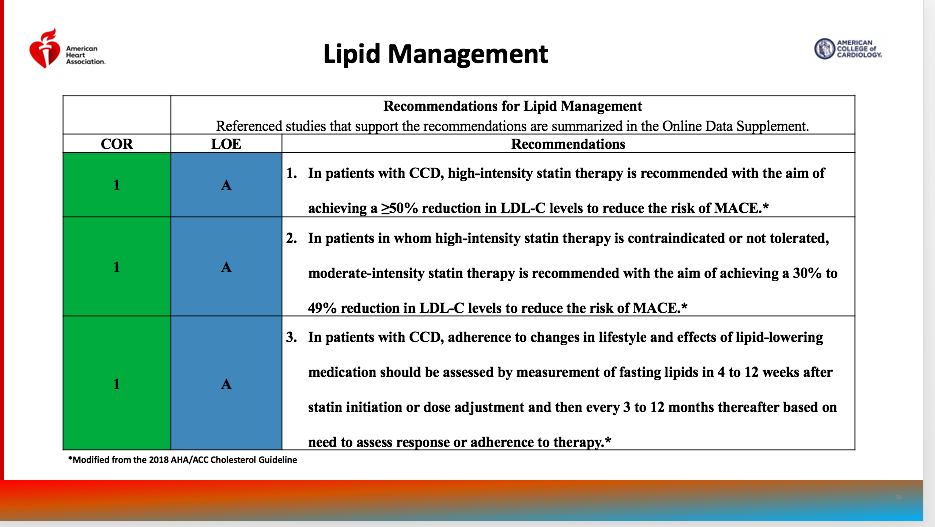 American
Heart
Association.
Lipid Management
AMERICAN
COLLEGE of
CARDIOLOGY.
Recommendations for Lipid Management
Referenced studies that support the recommendations are summarized in the Online Data Supplement.
COR LOE Recommendations
1 A
1. In patients with CCD, high-intensity statin therapy is recommended with the aim of
achieving a ≥50% reduction in LDL-C levels to reduce the risk of MACE.*
1 A
2. In patients in whom high-intensity statin therapy is contraindicated or not tolerated,
moderate-intensity statin therapy is recommended with the aim of achieving a 30% to
49% reduction in LDL-C levels to reduce the risk of MACE.*
1 A
3. In patients with CCD, adherence to changes in lifestyle and effects of lipid-lowering
medication should be assessed by measurement of fasting lipids in 4 to 12 weeks after
statin initiation or dose adjustment and then every 3 to 12 months thereafter based on
need to assess response or adherence to therapy.*
*Modified from the 2018 AHA/ACC Cholesterol Guideline